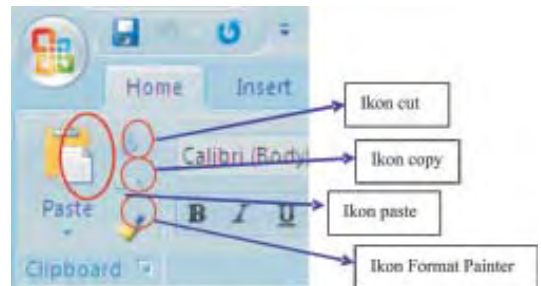 Home Insert
Ikon cut
Calibri (Body)
Ikon copy
Paste
B I U
Ikon paste
Clipboard
Ikon Format Painter